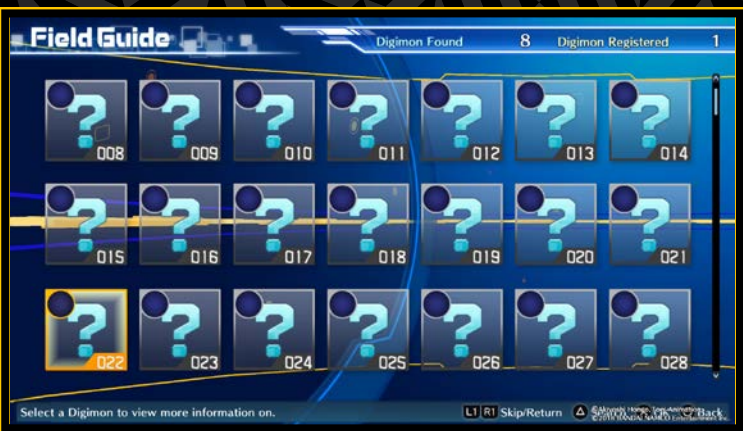 Field Guide
Digimon Found 8 Digimon Registered 1
? ? ? ? ? ? ?
008 009 010 011 012 013 014
? ? ? ? ? ? ?
015 016 017 018 019 020 021
? ? ? ? ? ? ?
022 023 024 025 026 027 028
Select a Digimon to view more information on. L1 R1 Skip/Return Search OK Back